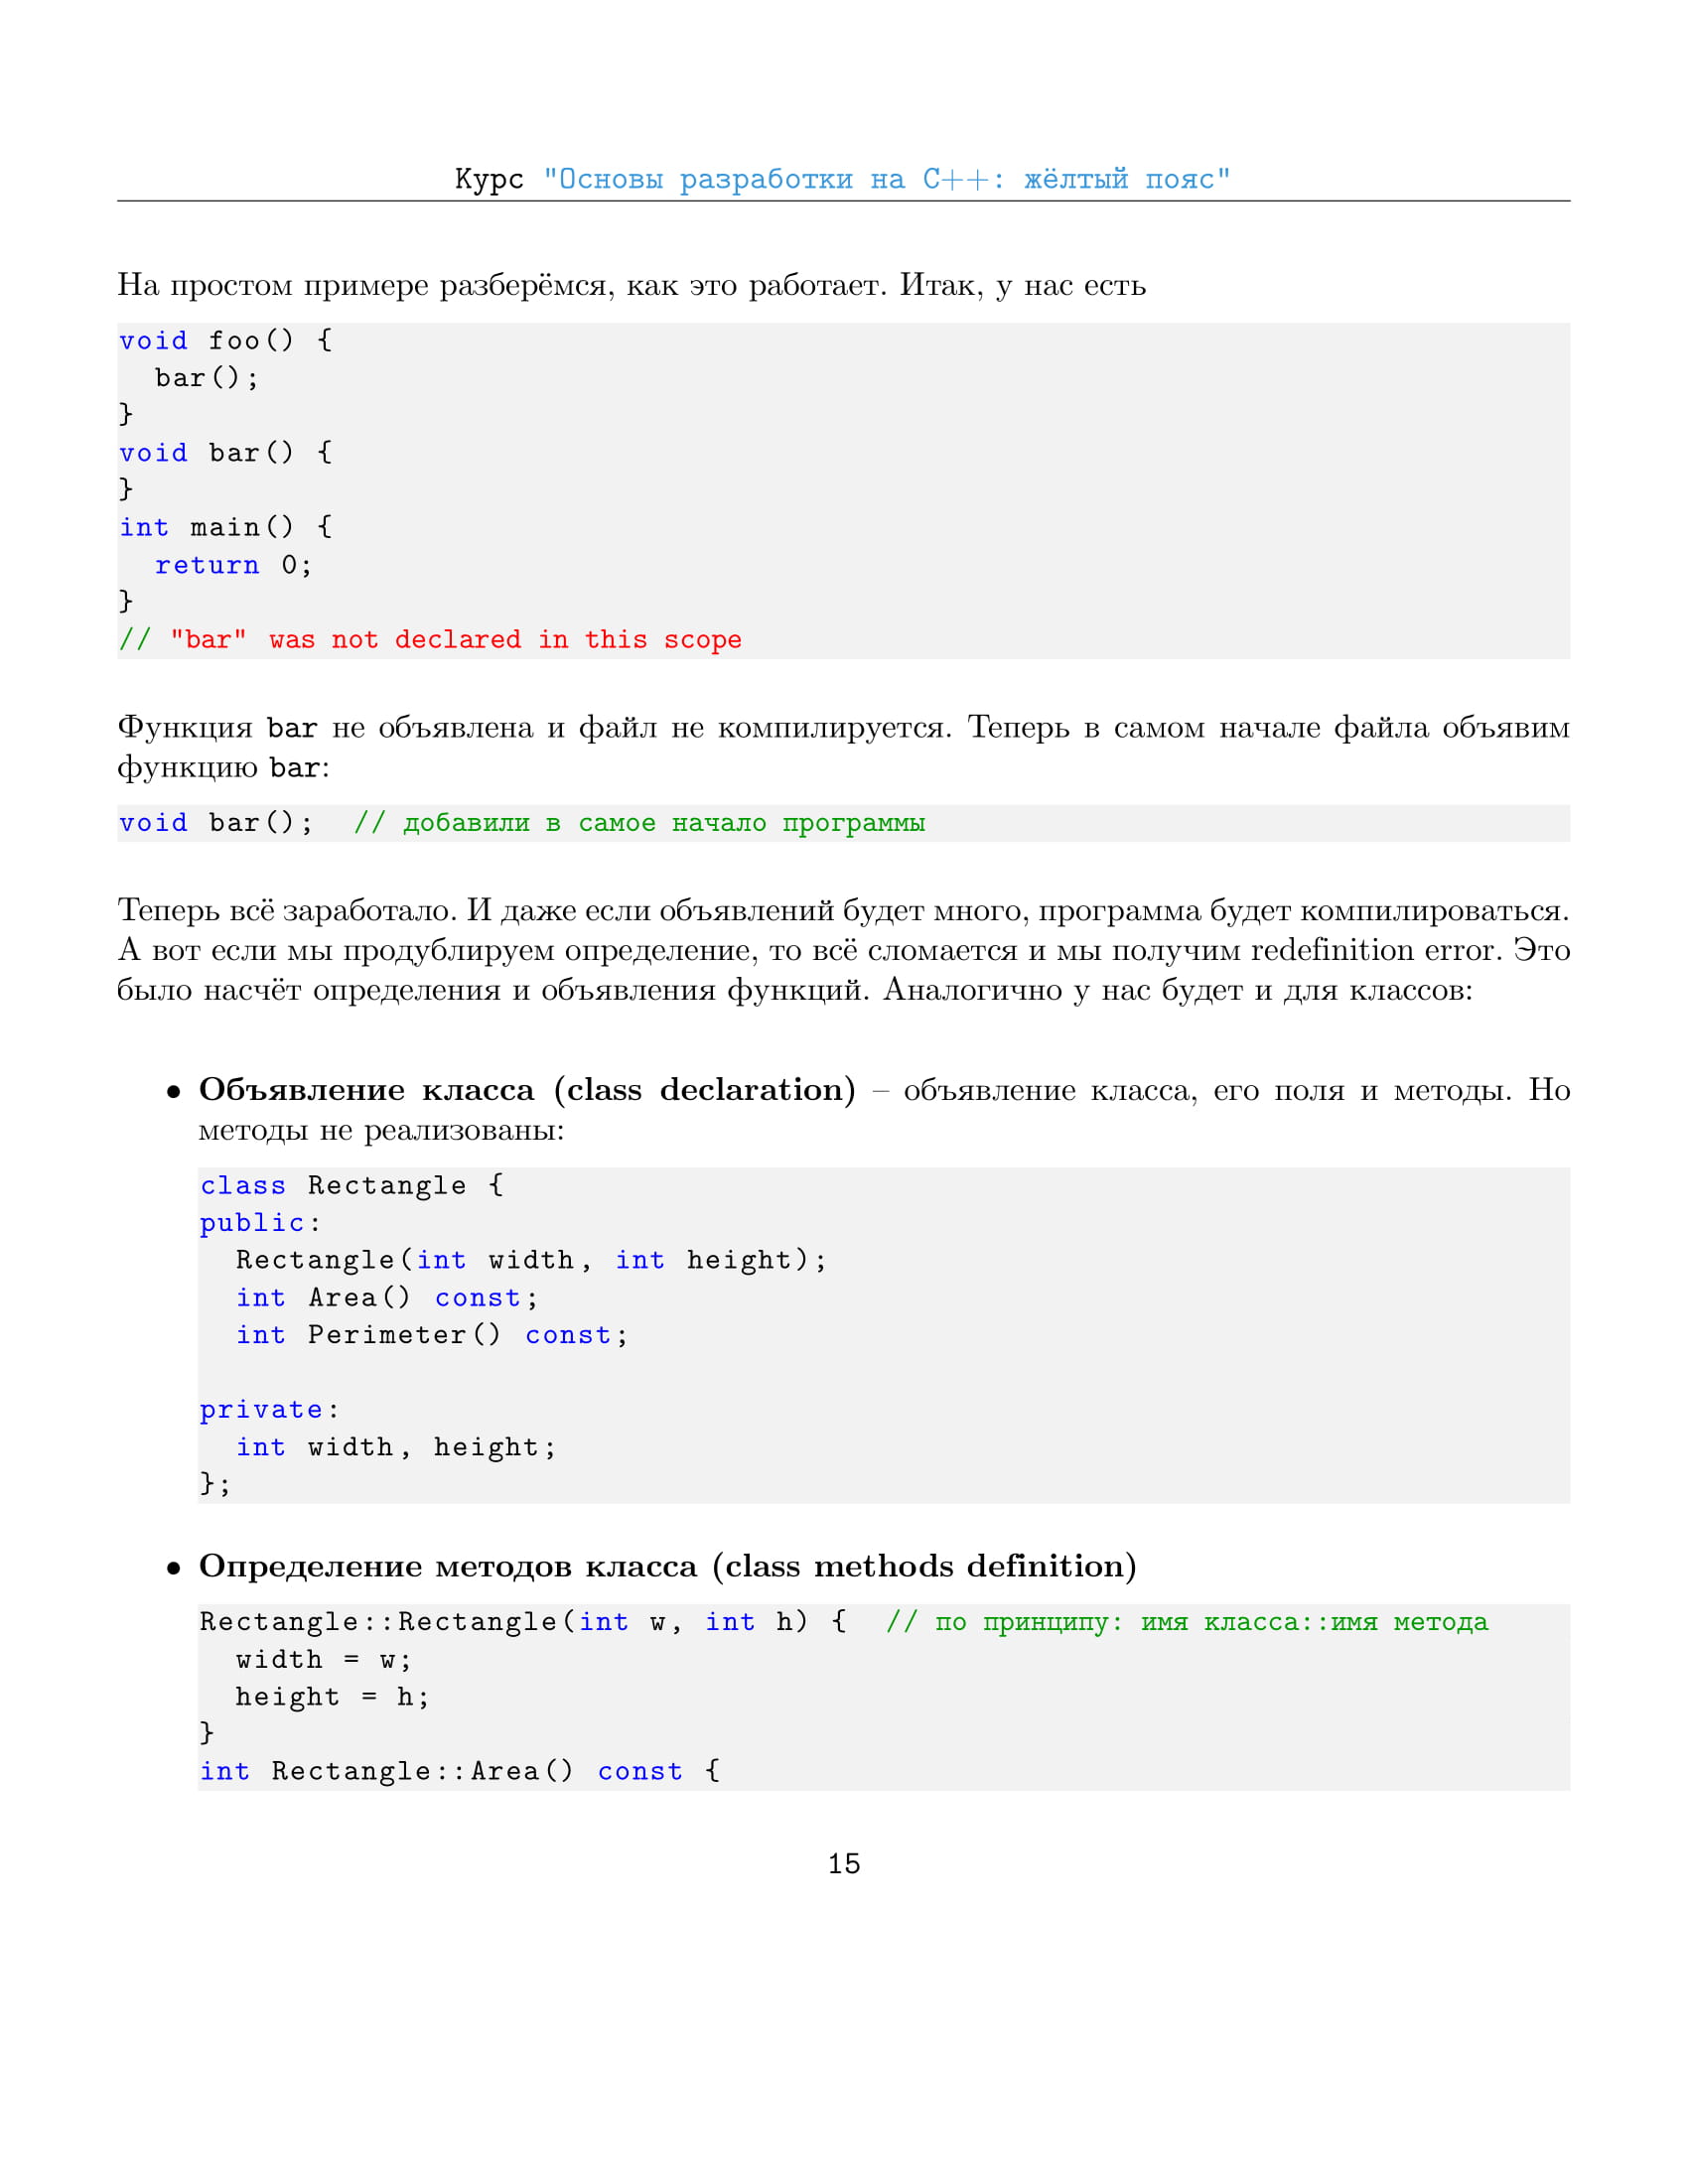 Курс "Основы разработки на C++: жёлтый пояс"
На простом примере разберёмся, как это работает. Итак, у нас есть
void foo() {
  bar();
}
void bar() {
}
int main() {
  return 0;
}
// "bar" was not declared in this scope
Функция bar не объявлена и файл не компилируется. Теперь в самом начале файла объявим
функцию bar:
void bar();  // добавили в самое начало программы
Теперь всё заработало. И даже если объявлений будет много, программа будет компилироваться.
А вот если мы продублируем определение, то всё сломается и мы получим redefinition error. Это
было насчёт определения и объявления функций. Аналогично у нас будет и для классов:
• Объявление класса (class declaration) – объявление класса, его поля и методы. Но
методы не реализованы:
class Rectangle {
public:
  Rectangle(int width, int height);
  int Area() const;
  int Perimeter() const;
private:
  int width, height;
};
• Определение методов класса (class methods definition)
Rectangle::Rectangle(int w, int h) {  // по принципу: имя класса::имя метода
  width = w;
  height = h;
}
int Rectangle::Area() const {
15